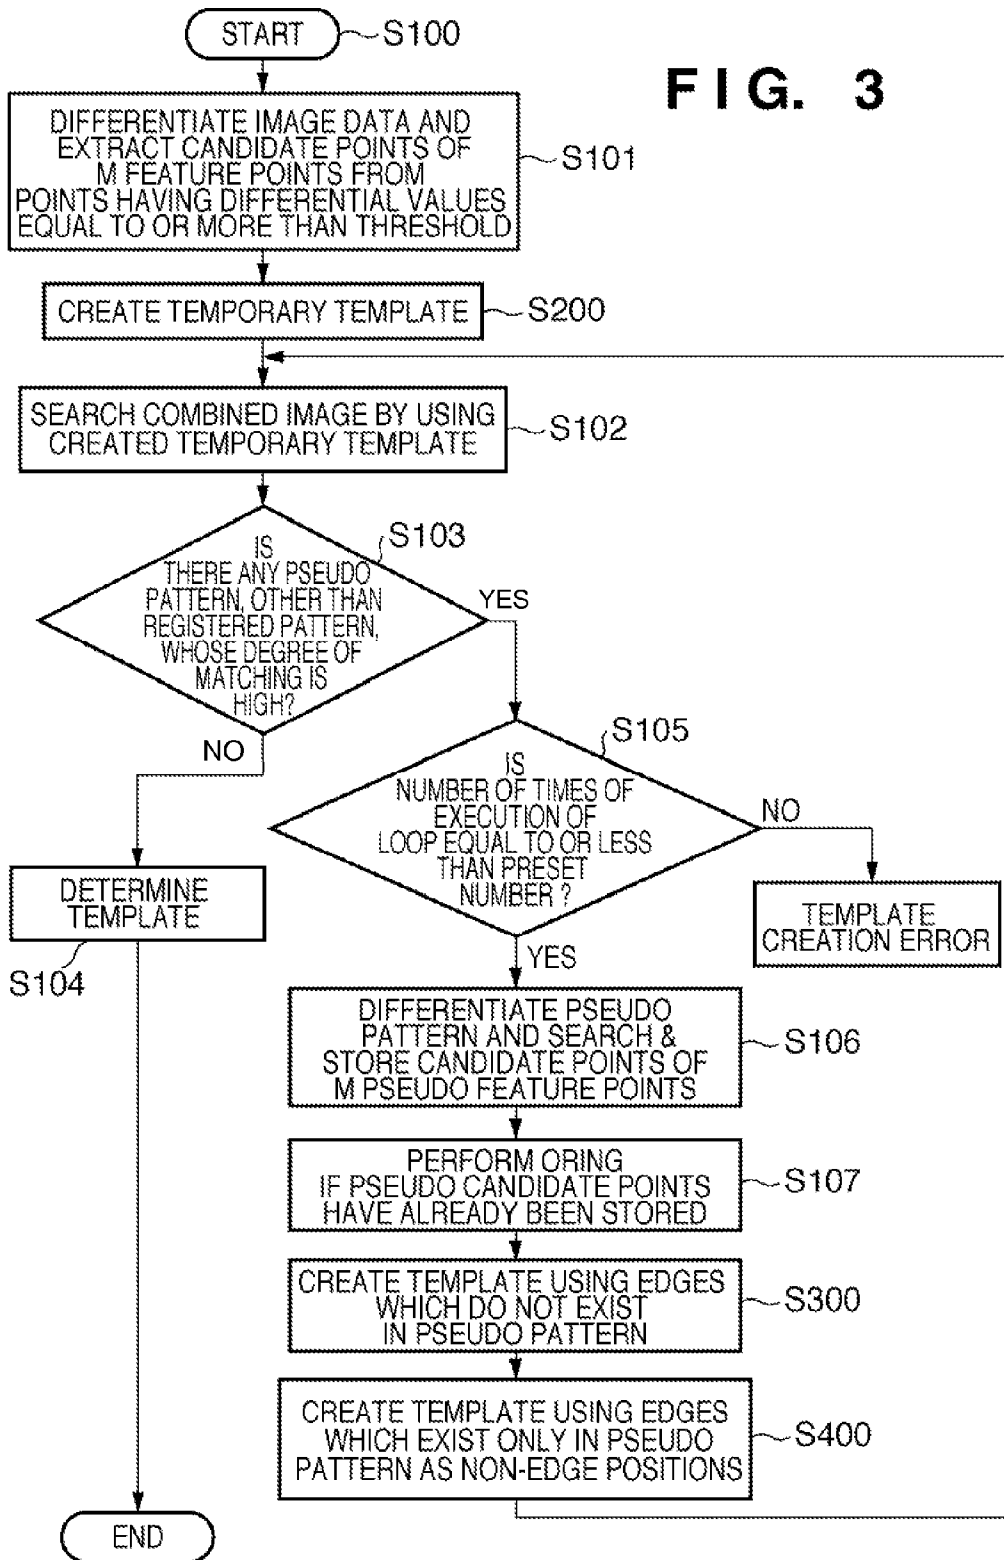 START
S100
FIG. 3
DIFFERENTIATE IMAGE DATA AND
EXTRACT CANDIDATE POINTS OF
M FEATURE POINTS FROM
POINTS HAVING DIFFERENTIAL VALUES
EQUAL TO OR MORE THAN THRESHOLD
S101
CREATE TEMPORARY TEMPLATE
S200
SEARCH COMBINED IMAGE BY USING
CREATED TEMPORARY TEMPLATE
S102
S103
IS
THERE ANY PSEUDO
PATTERN, OTHER THAN
REGISTERED PATTERN,
WHOSE DEGREE OF
MATCHING IS
HIGH?
YES
NO
S105
IS
NUMBER OF TIMES OF
EXECUTION OF
LOOP EQUAL TO OR LESS
THAN PRESET
NUMBER ?
NO
YES
DETERMINE
TEMPLATE
S104
TEMPLATE
CREATION ERROR
DIFFERENTIATE PSEUDO
PATTERN AND SEARCH &
STORE CANDIDATE POINTS OF
M PSEUDO FEATURE POINTS
S106
PERFORM ORING
IF PSEUDO CANDIDATE POINTS
HAVE ALREADY BEEN STORED
S107
CREATE TEMPLATE USING EDGES
WHICH DO NOT EXIST
IN PSEUDO PATTERN
S300
CREATE TEMPLATE USING EDGES
WHICH EXIST ONLY IN PSEUDO
PATTERN AS NON-EDGE POSITIONS
S400
END